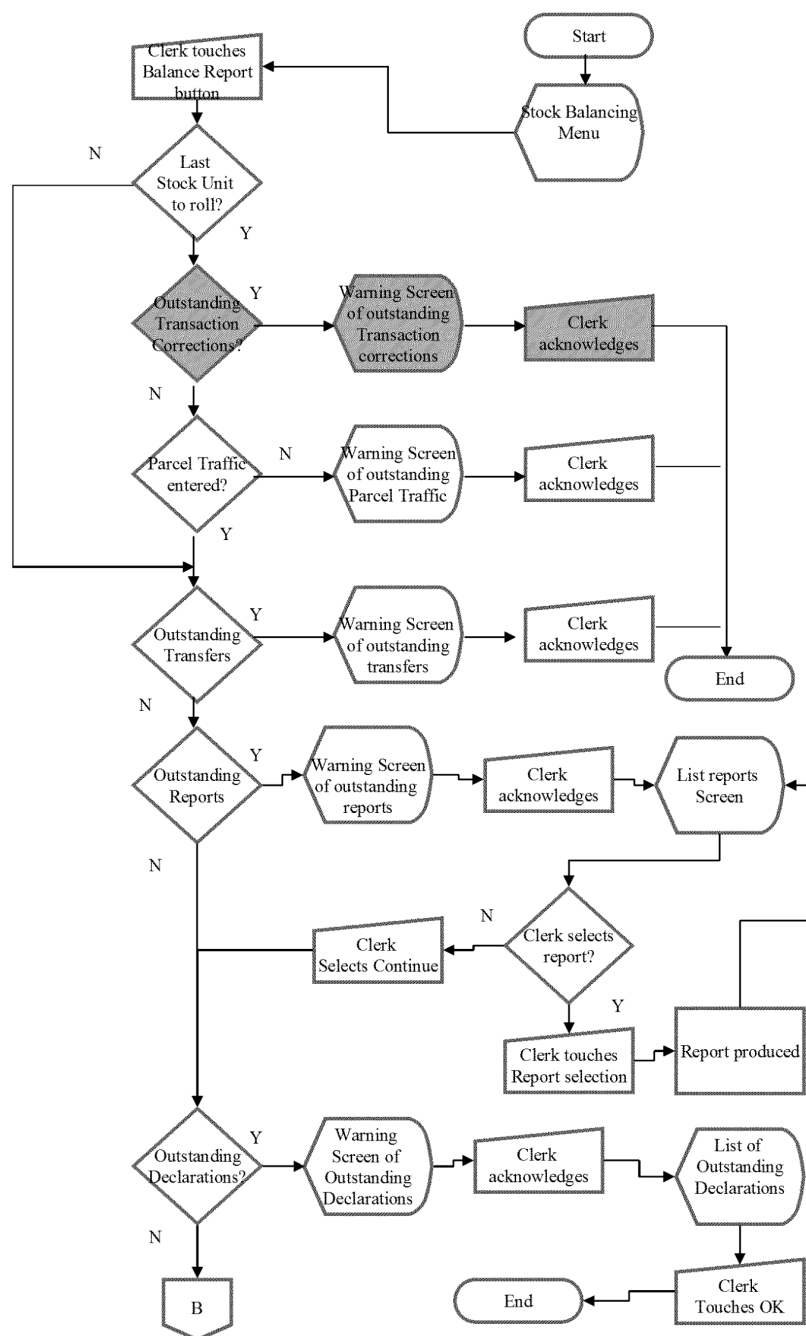 Start
Clerk touches
Balance Report
button
Stock Balancing
Menu
N
Last
Stock Unit
to roll?
Y
Outstanding
Transaction
Corrections?
Y
Warning Screen
of outstanding
Transaction
corrections
Clerk
acknowledges
N
Parcel Traffic
entered?
N
Warning Screen
of outstanding
Parcel Traffic
Clerk
acknowledges
Y
Outstanding
Transfers
Y
Warning Screen
of outstanding
transfers
Clerk
acknowledges
End
N
Outstanding
Reports
Y
Warning Screen
of outstanding
reports
Clerk
acknowledges
List reports
Screen
N
Clerk selects
report?
N
Clerk
Selects Continue
Y
Clerk touches
Report selection
Report produced
Outstanding
Declarations?
Y
Warning
Screen of
Outstanding
Declarations
Clerk
acknowledges
List of
Outstanding
Declarations
N
B
End
Clerk
Touches OK